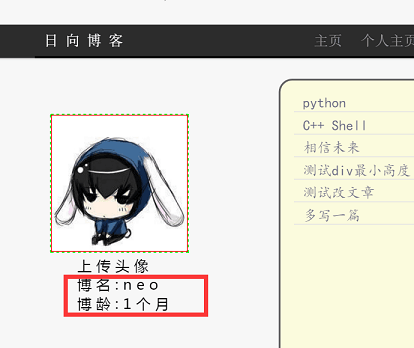 日向博客
主页 个人主页
上传头像
博名:neo
博龄:1个月
python
C++ Shell
相信未来
测试div最小高度
测试改文章
多写一篇